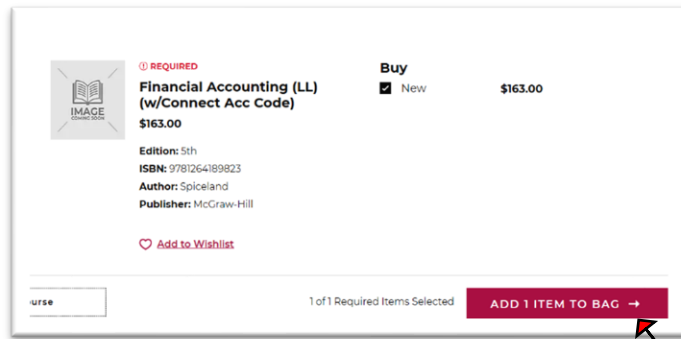 IMAGE
COMING SOON
REQUIRED
Financial Accounting (LL)
(w/Connect Acc Code)
$163.00
Edition: 5th
ISBN: 9781264189823
Author: Spiceland
Publisher: McGraw-Hill
Add to Wishlist
Buy
New $163.00
urse
1 of 1 Required Items Selected
ADD 1 ITEM TO BAG →